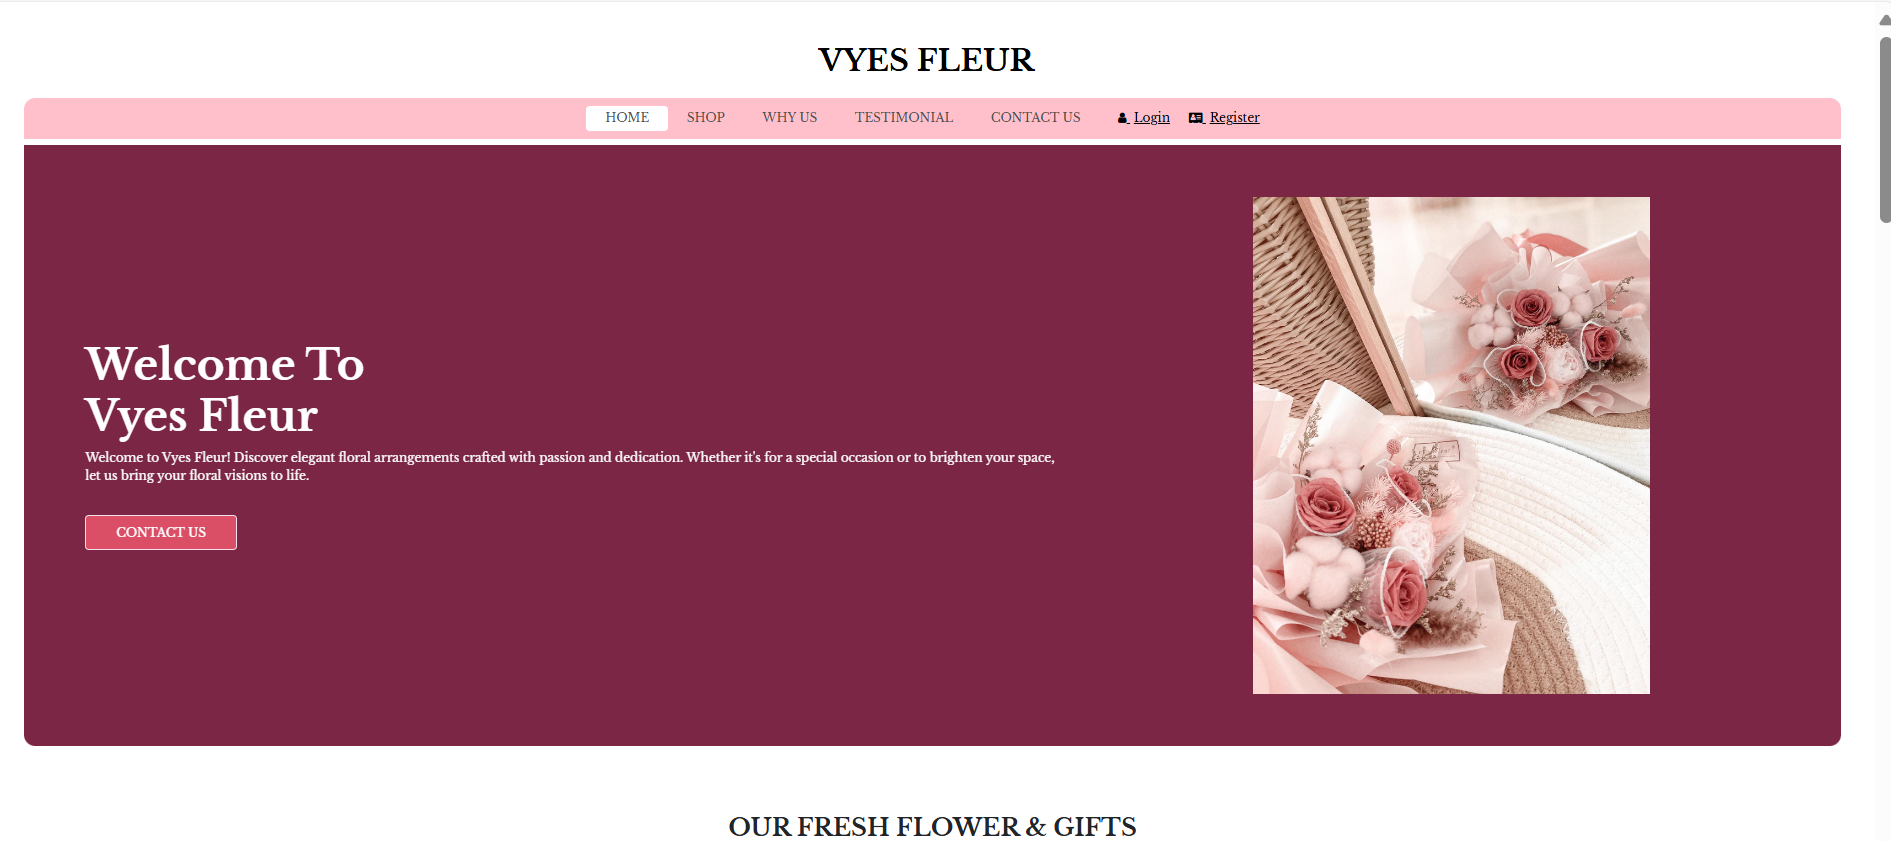 VYES FLEUR
HOME SHOP WHY US TESTIMONIAL CONTACT US Login Register
Welcome To
Vyes Fleur
Welcome to Vyes Fleur! Discover elegant floral arrangements crafted with passion and dedication. Whether it's for a special occasion or to brighten your space,
let us bring your floral visions to life.
CONTACT US
OUR FRESH FLOWER & GIFTS